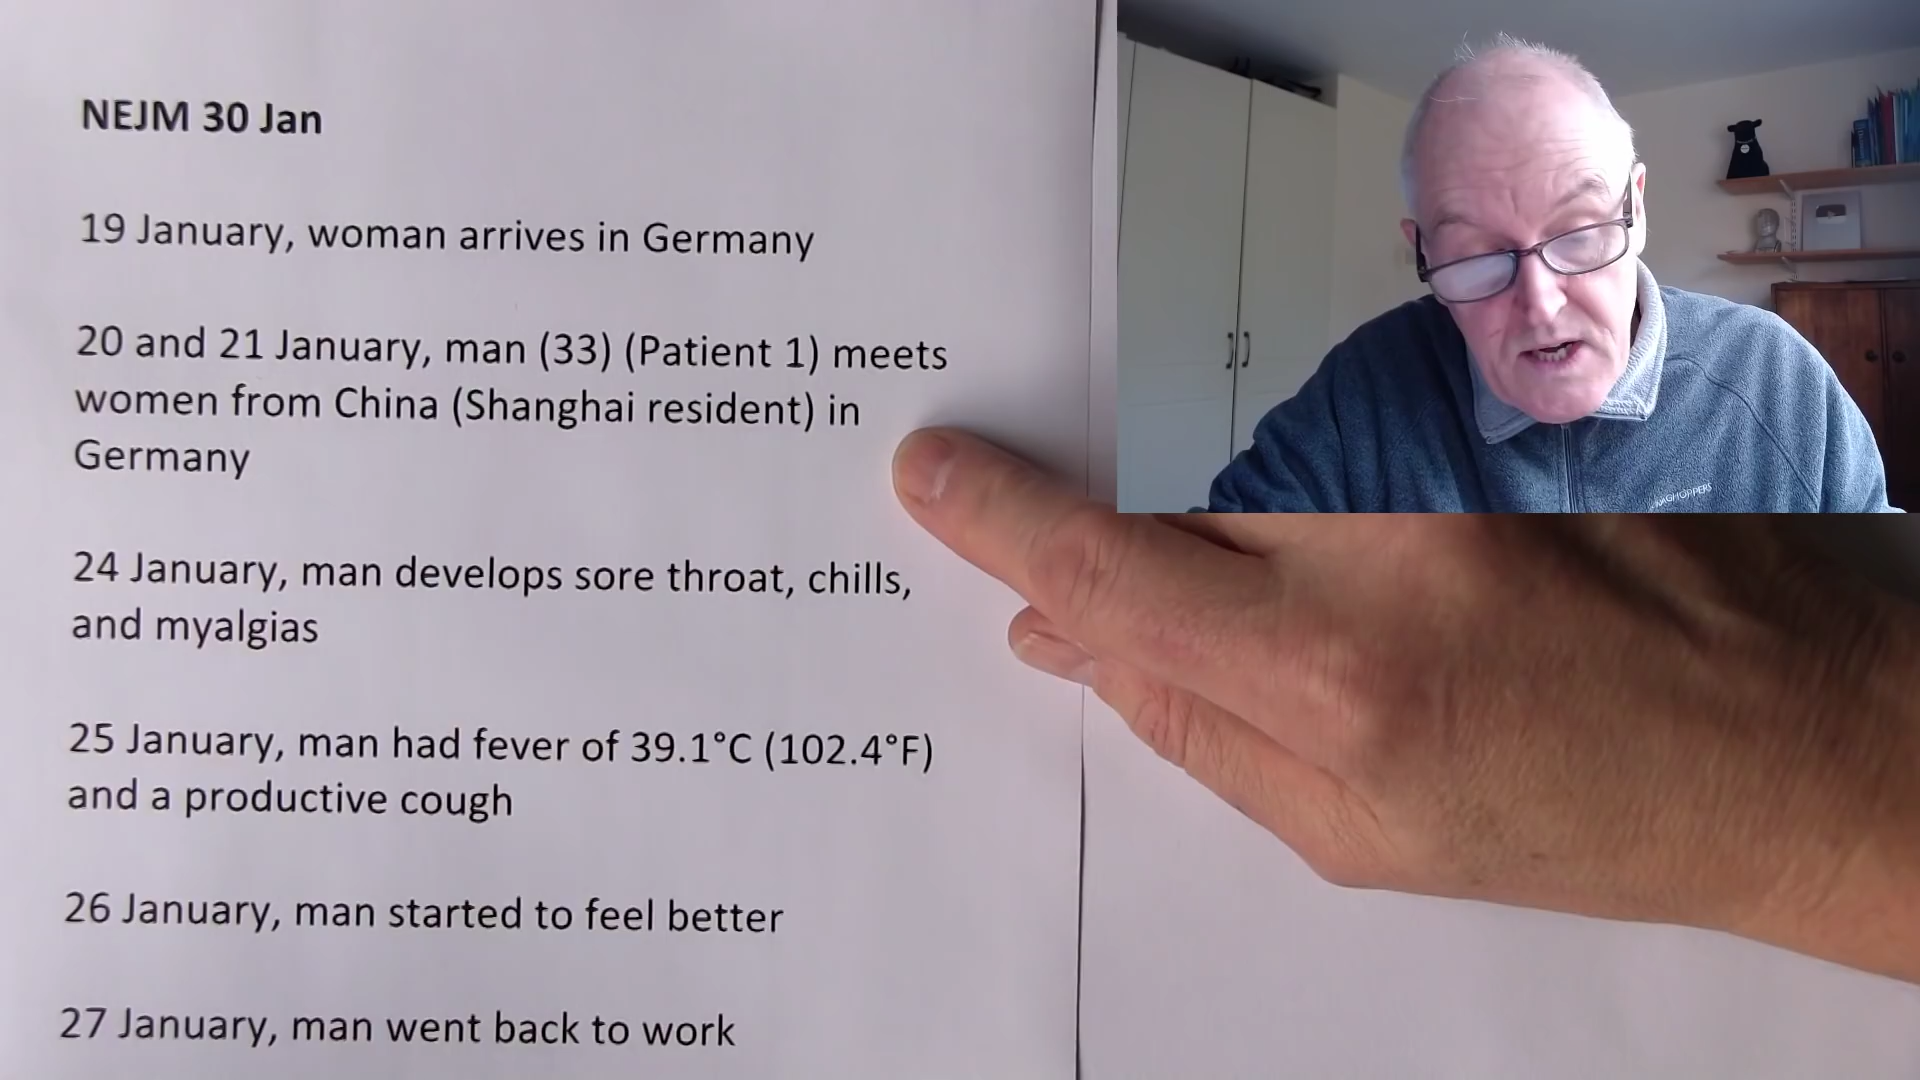 NEJM 30 Jan
19 January, woman arrives in Germany
20 and 21 January, man (33) (Patient 1) meets
women from China (Shanghai resident) in
Germany
24 January, man develops sore throat, chills,
and myalgias
25 January, man had fever of 39.1°C (102.4°F)
and a productive cough
26 January, man started to feel better
27 January, man went back to work